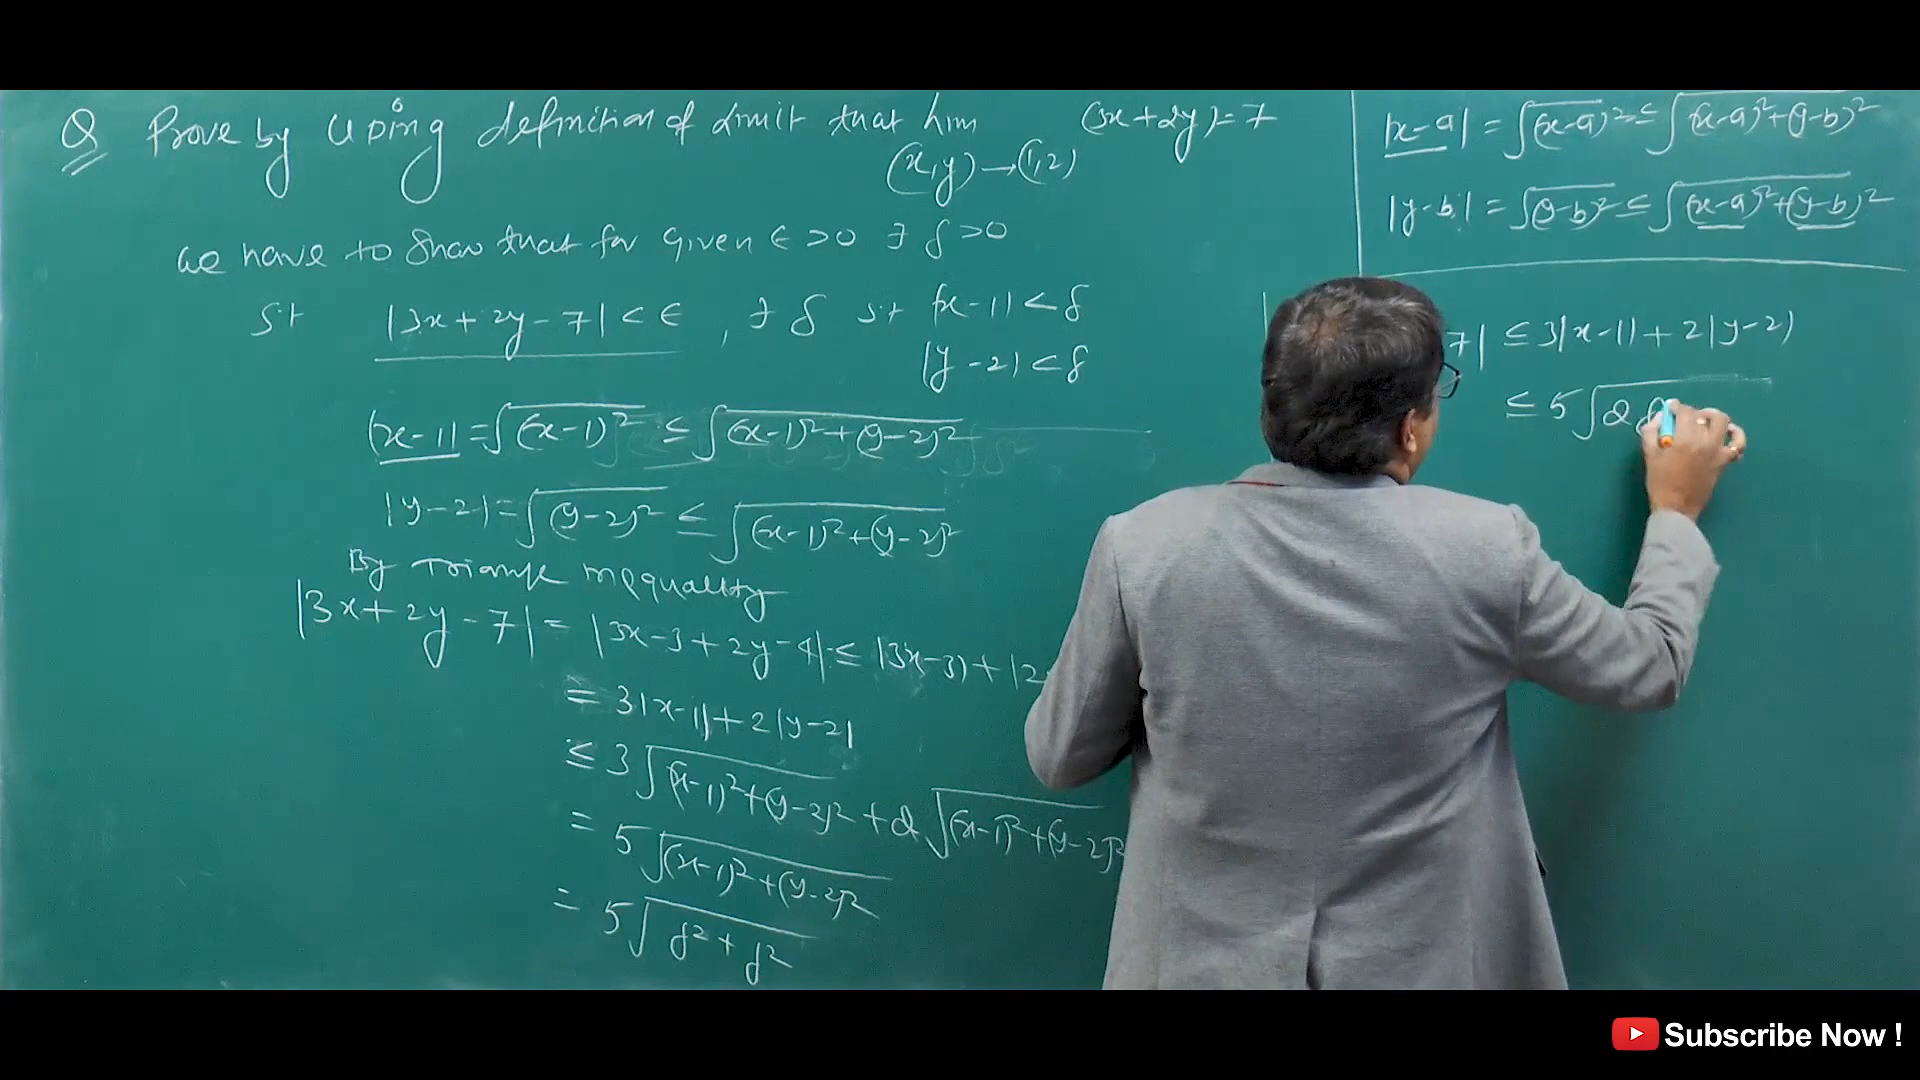 Q Prove by using definition of limit that lim (3x+2y)=7
(x,y)→(1,2)
we have to show that for given ϵ>0 ∃ δ>0
s.t |3x+2y-7|<ϵ, ∃ δ s.t |x-1|<δ
|y-2|<δ
|x-1|=√(x-1)² ≤ √(x-1)²+(y-2)²
|y-2|=√(y-2)² ≤ √(x-1)²+(y-2)²
By Triangle inequality
|3x+2y-7| = |3x-3+2y-4| ≤ |3x-3|+|2
= 3|x-1|+2|y-2|
≤ 3√(x-1)²+(y-2)² + 2√(x-1)²+(y-2)²
= 5√(x-1)²+(y-2)²
= 5√δ²+δ²
|x-a| = √(x-a)² ≤ √(x-a)²+(y-b)²
|y-b| = √(y-b)² ≤ √(x-a)²+(y-b)²
7| ≤ 3|x-1|+2|y-2|
≤ 5√2
Subscribe Now !